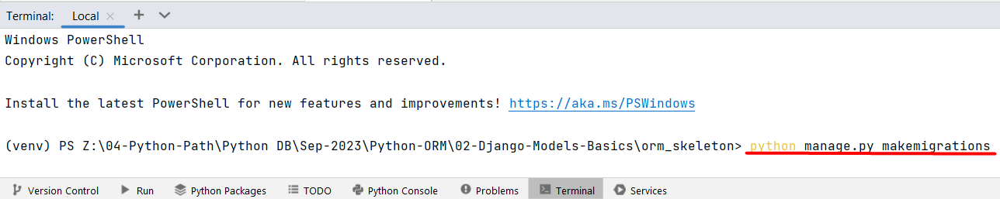 Terminal: Local × + 
Windows PowerShell
Copyright (C) Microsoft Corporation. All rights reserved.
Install the latest PowerShell for new features and improvements! https://aka.ms/PSWindows
(venv) PS Z:\04-Python-Path\Python DB\Sep-2023\Python-ORM\02-Django-Models-Basics\orm_skeleton> python manage.py makemigrations
Version Control Run Python Packages TODO Python Console Problems Terminal Services